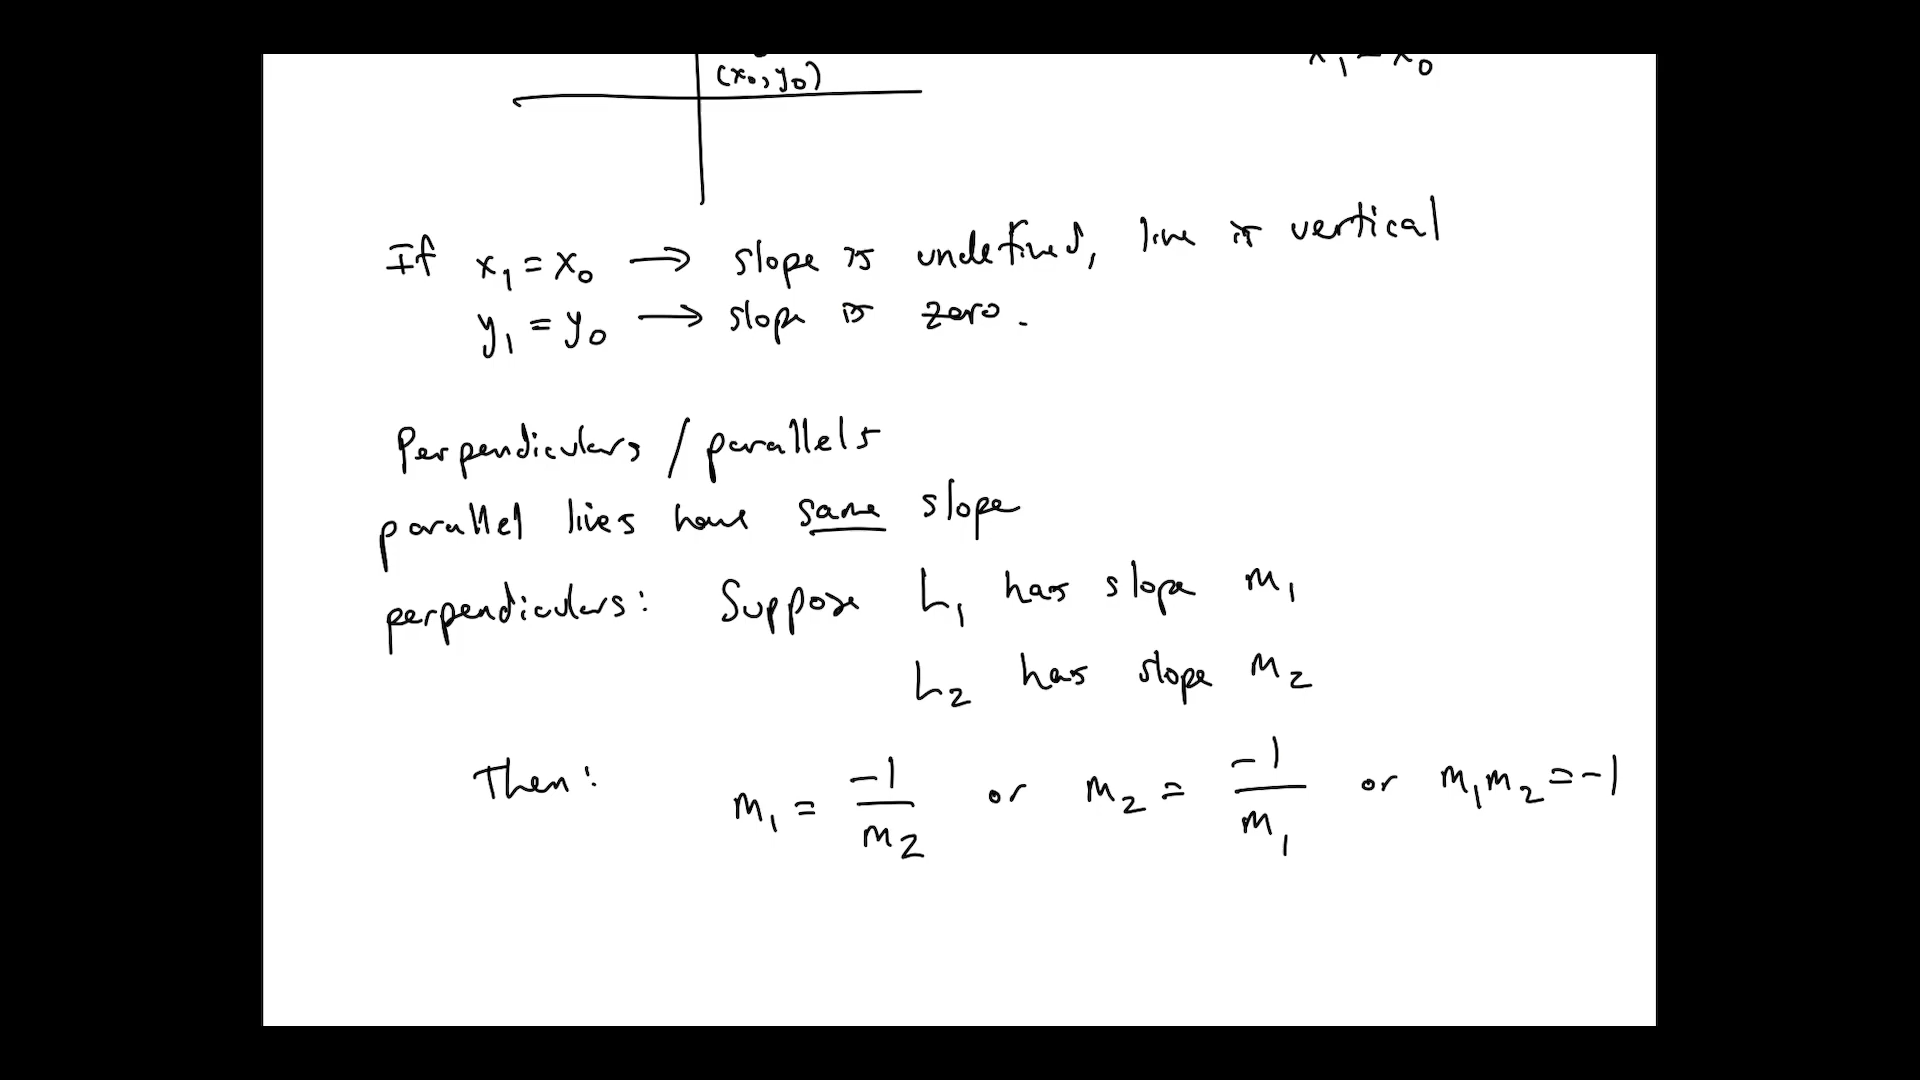 (x₀, y₀)
x₁ - x₀
If x₁ = x₀ → slope is undefined, line is vertical
y₁ = y₀ → slope is zero.
Perpendiculars / parallels
parallel lines have same slope
perpendiculars: Suppose L₁ has slope m₁
L₂ has slope m₂
Then: m₁ = -1/m₂ or m₂ = -1/m₁ or m₁m₂ = -1